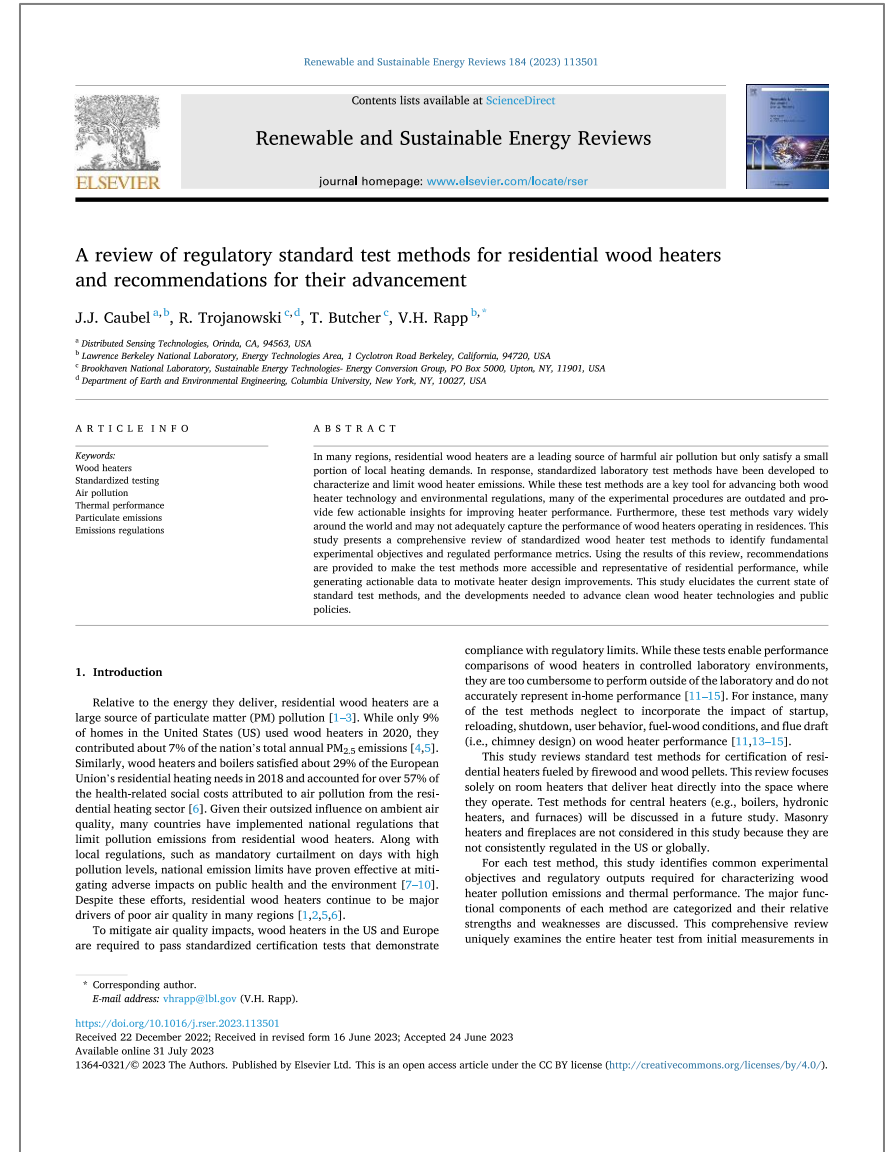 Renewable and Sustainable Energy Reviews 184 (2023) 113501
Contents lists available at ScienceDirect
Renewable and Sustainable Energy Reviews
journal homepage: www.elsevier.com/locate/rser
ELSEVIER
A review of regulatory standard test methods for residential wood heaters
and recommendations for their advancement
J.J. Caubel a,b, R. Trojanowski c,d, T. Butcher c, V.H. Rapp b,*
a Distributed Sensing Technologies, Orinda, CA, 94563, USA
b Lawrence Berkeley National Laboratory, Energy Technologies Area, 1 Cyclotron Road Berkeley, California, 94720, USA
c Brookhaven National Laboratory, Sustainable Energy Technologies- Energy Conversion Group, PO Box 5000, Upton, NY, 11901, USA
d Department of Earth and Environmental Engineering, Columbia University, New York, NY, 10027, USA
ARTICLE INFO
Keywords:
Wood heaters
Standardized testing
Air pollution
Thermal performance
Particulate emissions
Emissions regulations
ABSTRACT
In many regions, residential wood heaters are a leading source of harmful air pollution but only satisfy a small
portion of local heating demands. In response, standardized laboratory test methods have been developed to
characterize and limit wood heater emissions. While these test methods are a key tool for advancing both wood
heater technology and environmental regulations, many of the experimental procedures are outdated and pro-
vide few actionable insights for improving heater performance. Furthermore, these test methods vary widely
around the world and may not adequately capture the performance of wood heaters operating in residences. This
study presents a comprehensive review of standardized wood heater test methods to identify fundamental
experimental objectives and regulated performance metrics. Using the results of this review, recommendations
are provided to make the test methods more accessible and representative of residential performance, while
generating actionable data to motivate heater design improvements. This study elucidates the current state of
standard test methods, and the developments needed to advance clean wood heater technologies and public
policies.
1. Introduction
Relative to the energy they deliver, residential wood heaters are a
large source of particulate matter (PM) pollution [1–3]. While only 9%
of homes in the United States (US) used wood heaters in 2020, they
contributed about 7% of the nation's total annual PM2.5 emissions [4,5].
Similarly, wood heaters and boilers satisfied about 29% of the European
Union's residential heating needs in 2018 and accounted for over 57% of
the health-related social costs attributed to air pollution from the resi-
dential heating sector [6]. Given their outsized influence on ambient air
quality, many countries have implemented national regulations that
limit pollution emissions from residential wood heaters. Along with
local regulations, such as mandatory curtailment on days with high
pollution levels, national emission limits have proven effective at miti-
gating adverse impacts on public health and the environment [7–10].
Despite these efforts, residential wood heaters continue to be major
drivers of poor air quality in many regions [1,2,5,6].
To mitigate air quality impacts, wood heaters in the US and Europe
are required to pass standardized certification tests that demonstrate
compliance with regulatory limits. While these tests enable performance
comparisons of wood heaters in controlled laboratory environments,
they are too cumbersome to perform outside of the laboratory and do not
accurately represent in-home performance [11–15]. For instance, many
of the test methods neglect to incorporate the impact of startup,
reloading, shutdown, user behavior, fuel-wood conditions, and flue draft
(i.e., chimney design) on wood heater performance [11,13–15].
This study reviews standard test methods for certification of resi-
dential heaters fueled by firewood and wood pellets. This review focuses
solely on room heaters that deliver heat directly into the space where
they operate. Test methods for central heaters (e.g., boilers, hydronic
heaters, and furnaces) will be discussed in a future study. Masonry
heaters and fireplaces are not considered in this study because they are
not consistently regulated in the US or globally.
For each test method, this study identifies common experimental
objectives and regulatory outputs required for characterizing wood
heater pollution emissions and thermal performance. The major func-
tional components of each method are categorized and their relative
strengths and weaknesses are discussed. This comprehensive review
uniquely examines the entire heater test from initial measurements in
* Corresponding author.
E-mail address: vhrapp@lbl.gov (V.H. Rapp).
https://doi.org/10.1016/j.rser.2023.113501
Received 22 December 2022; Received in revised form 16 June 2023; Accepted 24 June 2023
Available online 31 July 2023
1364-0321/© 2023 The Authors. Published by Elsevier Ltd. This is an open access article under the CC BY license (http://creativecommons.org/licenses/by/4.0/).